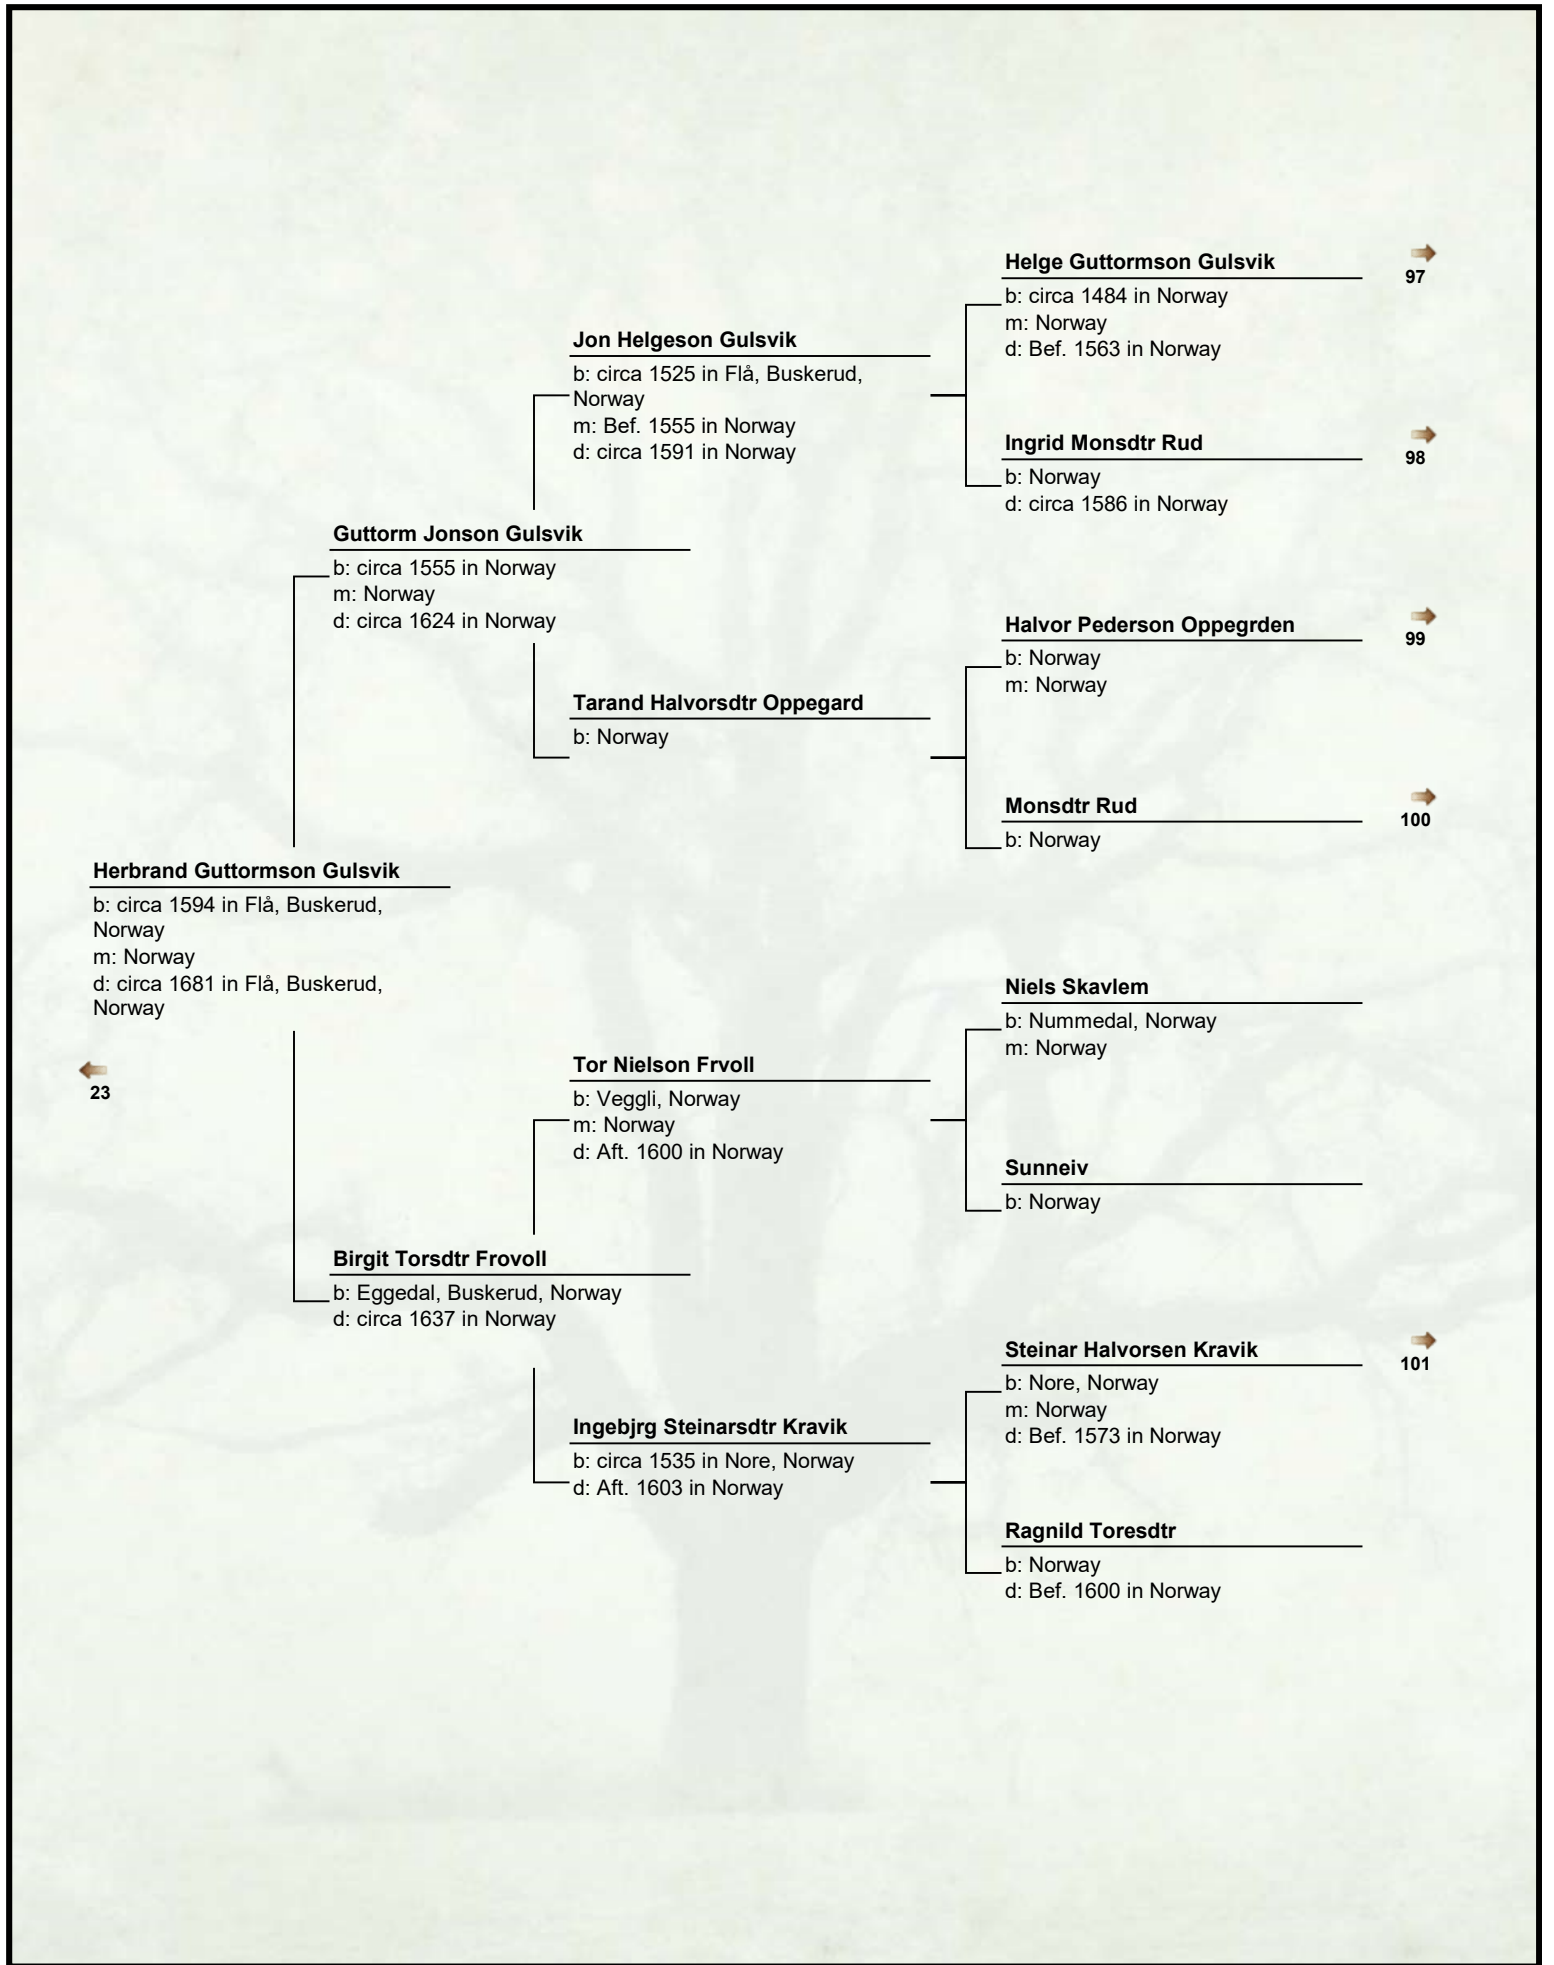 Helge Guttormson Gulsvik
b: circa 1484 in Norway
m: Norway
d: Bef. 1563 in Norway
97
Jon Helgeson Gulsvik
b: circa 1525 in Flå, Buskerud,
Norway
m: Bef. 1555 in Norway
d: circa 1591 in Norway
Ingrid Monsdtr Rud
b: Norway
d: circa 1586 in Norway
98
Guttorm Jonson Gulsvik
b: circa 1555 in Norway
m: Norway
d: circa 1624 in Norway
Halvor Pederson Oppegrden
b: Norway
m: Norway
99
Tarand Halvorsdtr Oppegard
b: Norway
Monsdtr Rud
b: Norway
100
Herbrand Guttormson Gulsvik
b: circa 1594 in Flå, Buskerud,
Norway
m: Norway
d: circa 1681 in Flå, Buskerud,
Norway
23
Niels Skavlem
b: Nummedal, Norway
m: Norway
Tor Nielson Frvoll
b: Veggli, Norway
m: Norway
d: Aft. 1600 in Norway
Sunneiv
b: Norway
Birgit Torsdtr Frovoll
b: Eggedal, Buskerud, Norway
d: circa 1637 in Norway
Steinar Halvorsen Kravik
b: Nore, Norway
m: Norway
d: Bef. 1573 in Norway
101
Ingebjrg Steinarsdtr Kravik
b: circa 1535 in Nore, Norway
d: Aft. 1603 in Norway
Ragnild Toresdtr
b: Norway
d: Bef. 1600 in Norway